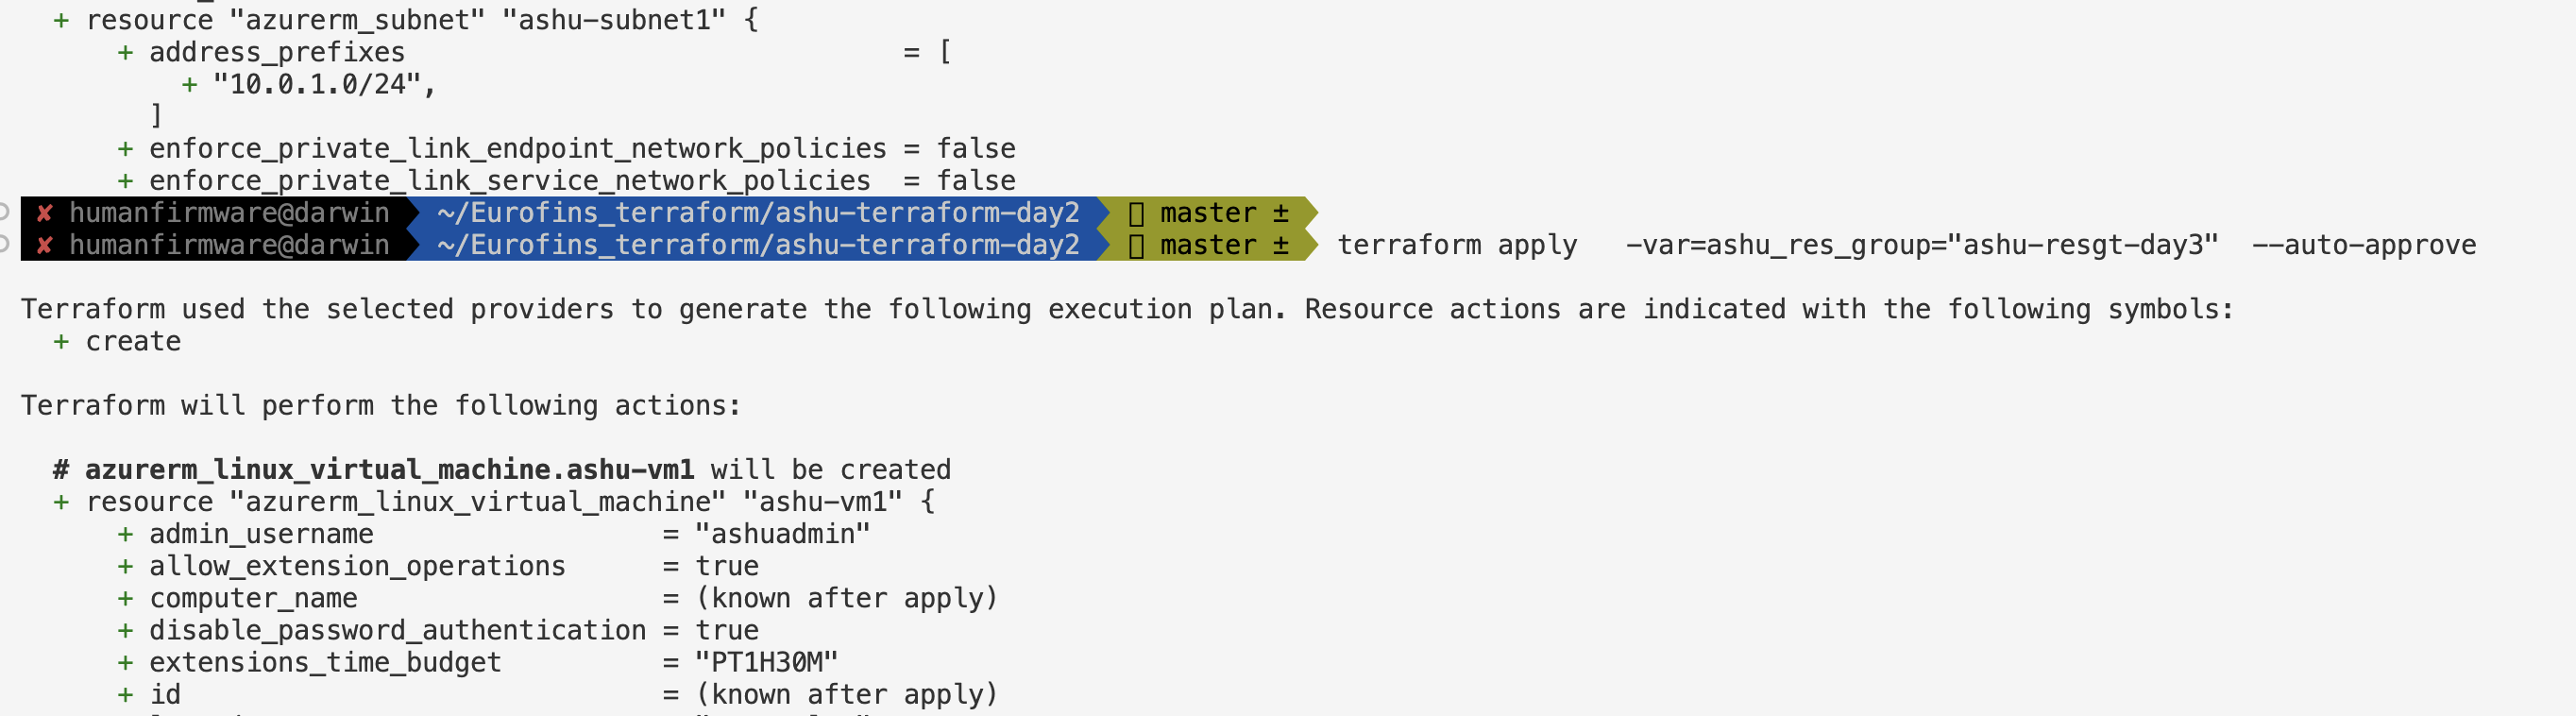 + resource "azurerm_subnet" "ashu-subnet1" {
+ address_prefixes = [
+ "10.0.1.0/24",
]
+ enforce_private_link_endpoint_network_policies = false
+ enforce_private_link_service_network_policies = false
✘ humanfirmware@darwin ~/Eurofins_terraform/ashu-terraform-day2 master ±
✘ humanfirmware@darwin ~/Eurofins_terraform/ashu-terraform-day2 master ± terraform apply -var=ashu_res_group="ashu-resgt-day3" --auto-approve
Terraform used the selected providers to generate the following execution plan. Resource actions are indicated with the following symbols:
+ create
Terraform will perform the following actions:
# azurerm_linux_virtual_machine.ashu-vm1 will be created
+ resource "azurerm_linux_virtual_machine" "ashu-vm1" {
+ admin_username = "ashuadmin"
+ allow_extension_operations = true
+ computer_name = (known after apply)
+ disable_password_authentication = true
+ extensions_time_budget = "PT1H30M"
+ id = (known after apply)